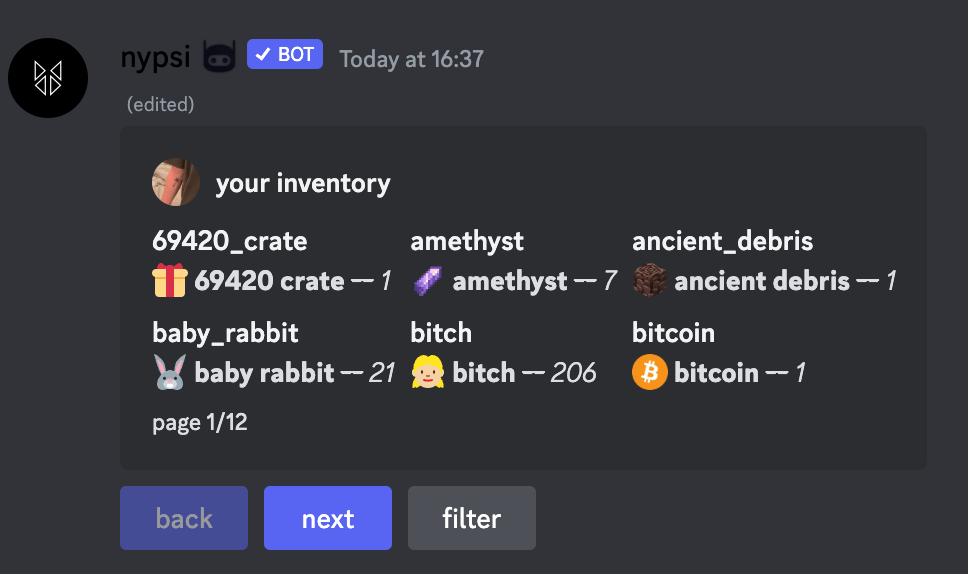 nypsi ✓ BOT Today at 16:37
(edited)
your inventory
69420_crate amethyst ancient_debris
69420 crate — 1 amethyst — 7 ancient debris — 1
baby_rabbit bitch bitcoin
baby rabbit — 21 bitch — 206 bitcoin — 1
page 1/12
back next filter